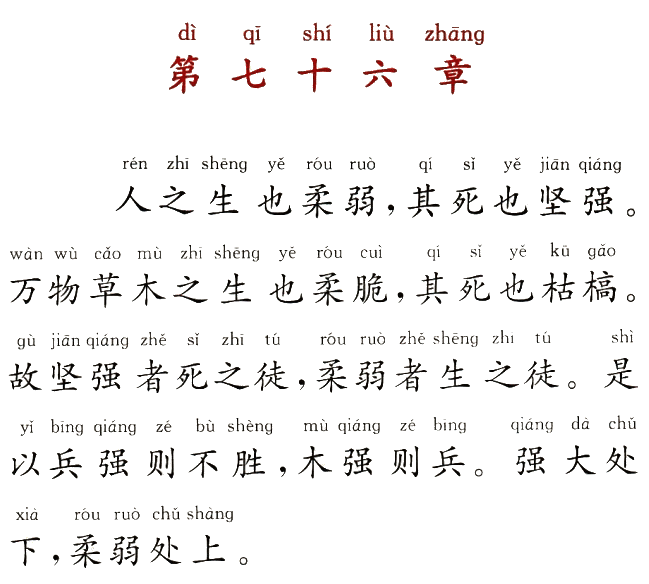 dì qī shí liù zhāng
第七十六章
rén zhī shēng yě róu ruò qí sǐ yě jiān qiáng
人之生也柔弱，其死也坚强。
wàn wù cǎo mù zhī shēng yě róu cuì qí sǐ yě kū gǎo
万物草木之生也柔脆，其死也枯槁。
gù jiān qiáng zhě sǐ zhī tú róu ruò zhě shēng zhī tú shì
故坚强者死之徒，柔弱者生之徒。是
yǐ bīng qiáng zé bù shèng mù qiáng zé bīng qiáng dà chǔ
以兵强则不胜，木强则兵。强大处
xià róu ruò chǔ shàng
下，柔弱处上。